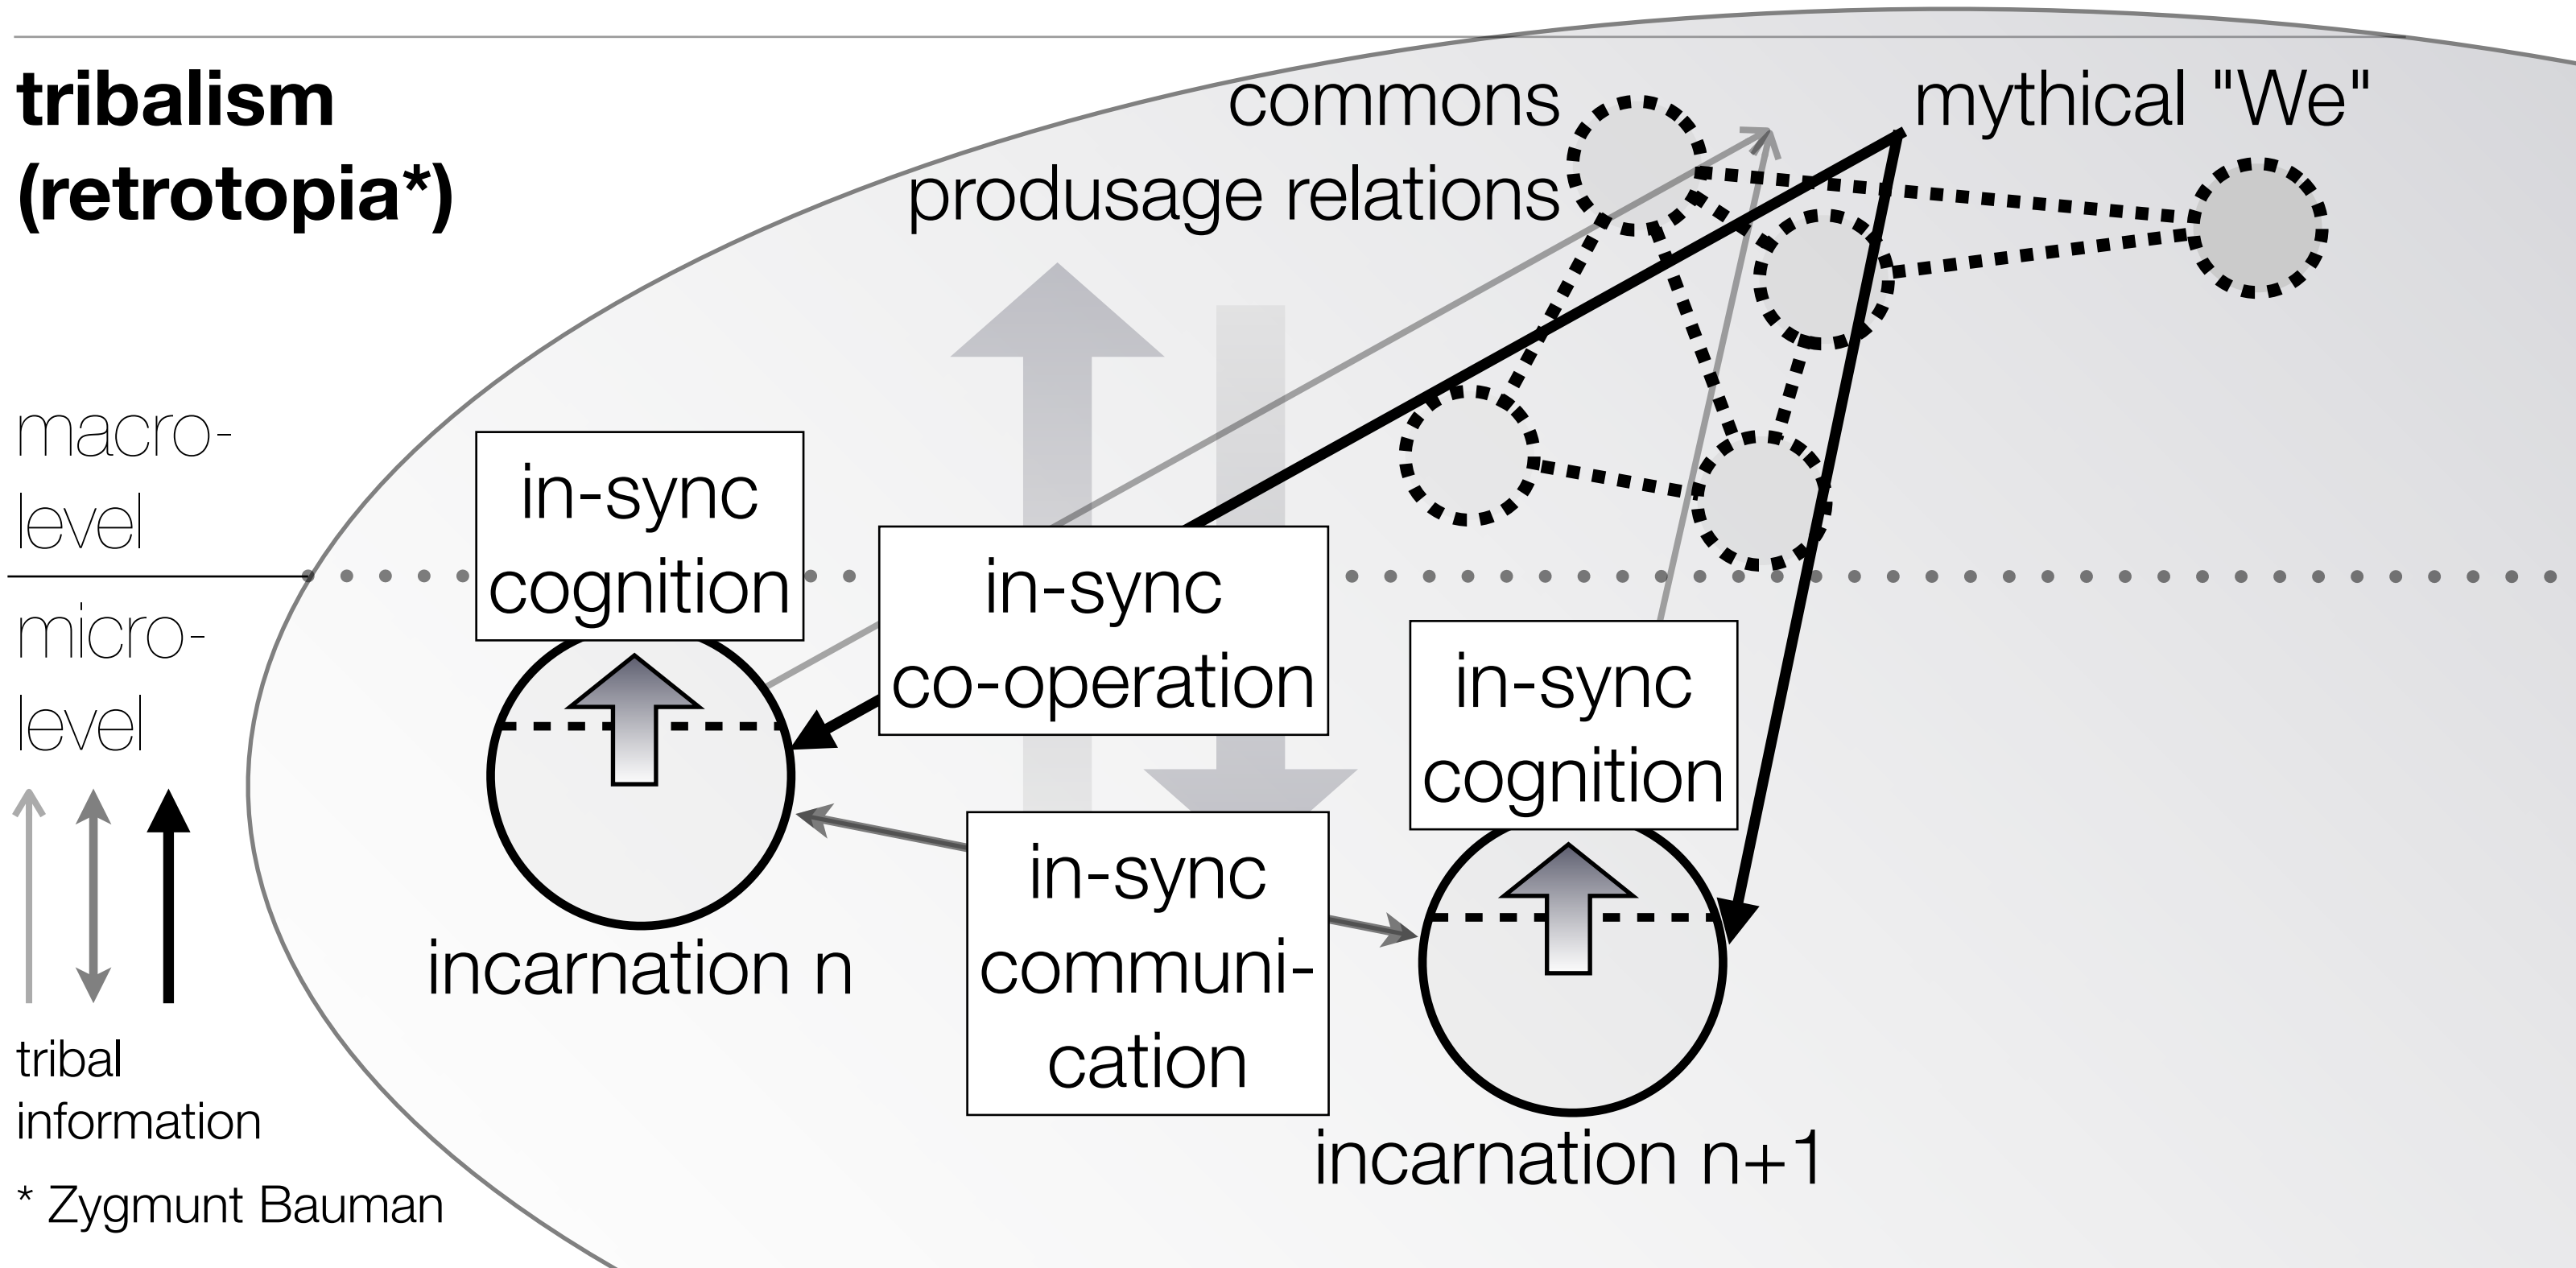 tribalism
(retrotopia*)
commons
produsage relations
mythical "We"
macro-
level
micro-
level
in-sync
cognition
in-sync
co-operation
in-sync
cognition
in-sync
communi-
cation
incarnation n
incarnation n+1
tribal
information
* Zygmunt Bauman